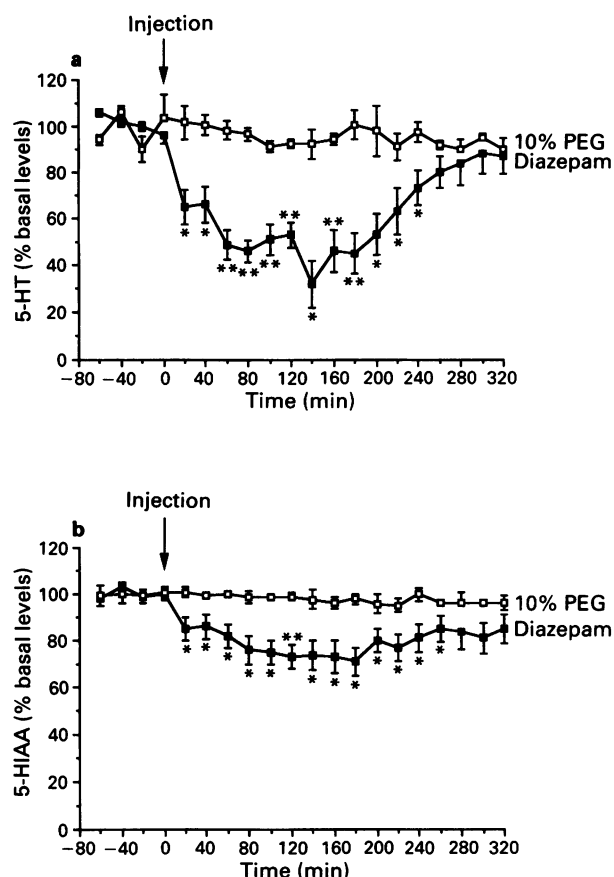 Injection
a
120
100
80
60
40
20
0
5-HT (% basal levels)
10% PEG
Diazepam
* * ** ** ** ** * ** ** * * *
−80 −40 0 40 80 120 160 200 240 280 320
Time (min)
Injection
b
120
100
80
60
40
20
0
5-HIAA (% basal levels)
10% PEG
Diazepam
* * * * * ** * * * * * * *
−80 −40 0 40 80 120 160 200 240 280 320
Time (min)